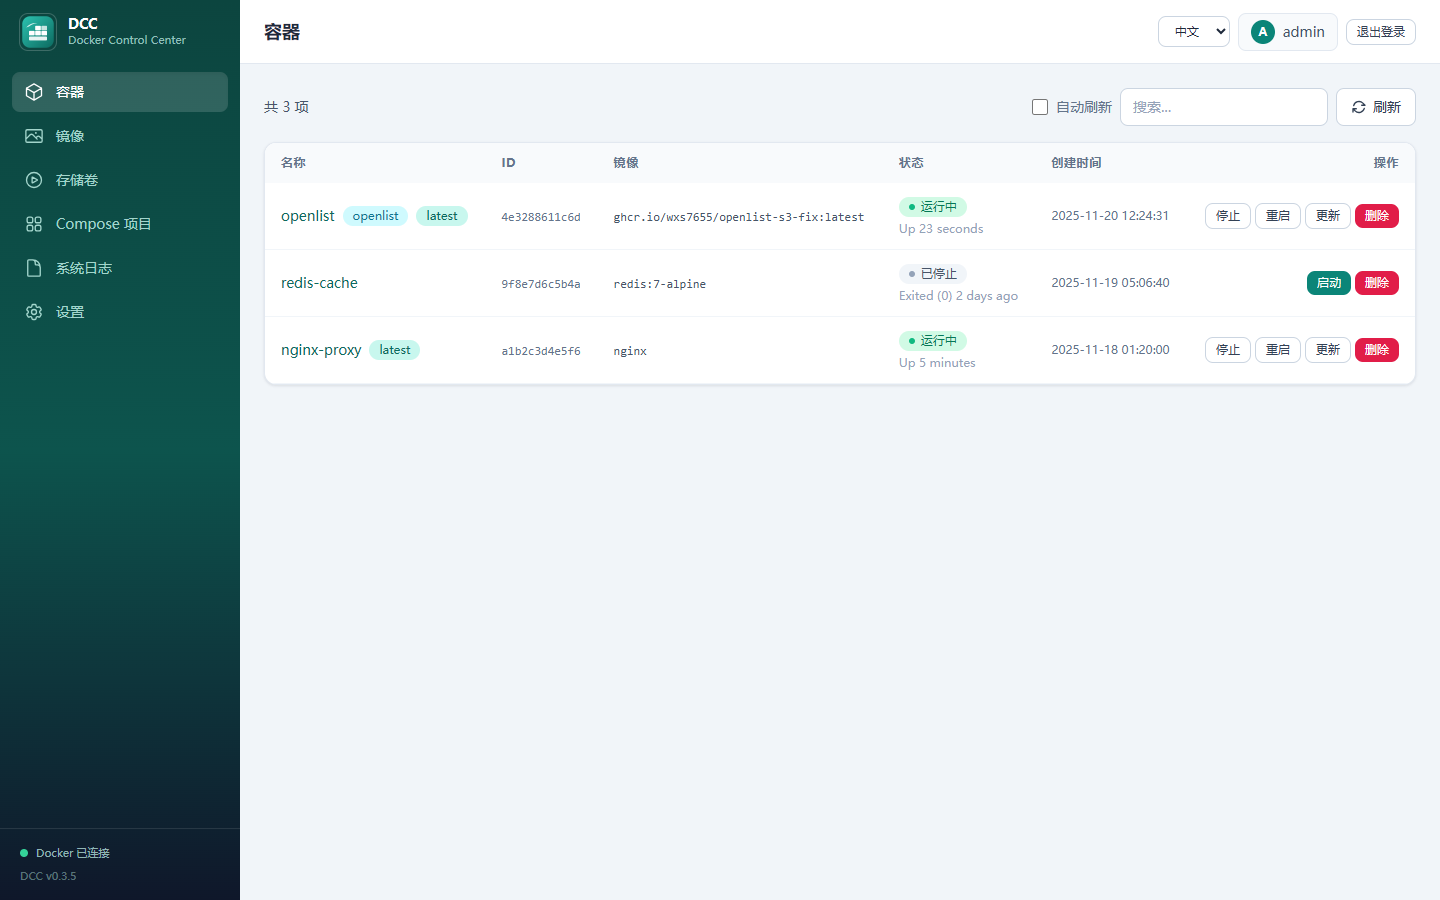 DCC
Docker Control Center
容器
镜像
存储卷
Compose 项目
系统日志
设置
Docker 已连接
DCC v0.3.5
容器
中文
A admin
退出登录
共 3 项
自动刷新
搜索...
刷新
名称 ID 镜像 状态 创建时间 操作
openlist openlist latest 4e3288611c6d ghcr.io/wxs7655/openlist-s3-fix:latest 运行中 2025-11-20 12:24:31 停止 重启 更新 删除
Up 23 seconds
redis-cache 9f8e7d6c5b4a redis:7-alpine 已停止 2025-11-19 05:06:40 启动 删除
Exited (0) 2 days ago
nginx-proxy latest a1b2c3d4e5f6 nginx 运行中 2025-11-18 01:20:00 停止 重启 更新 删除
Up 5 minutes